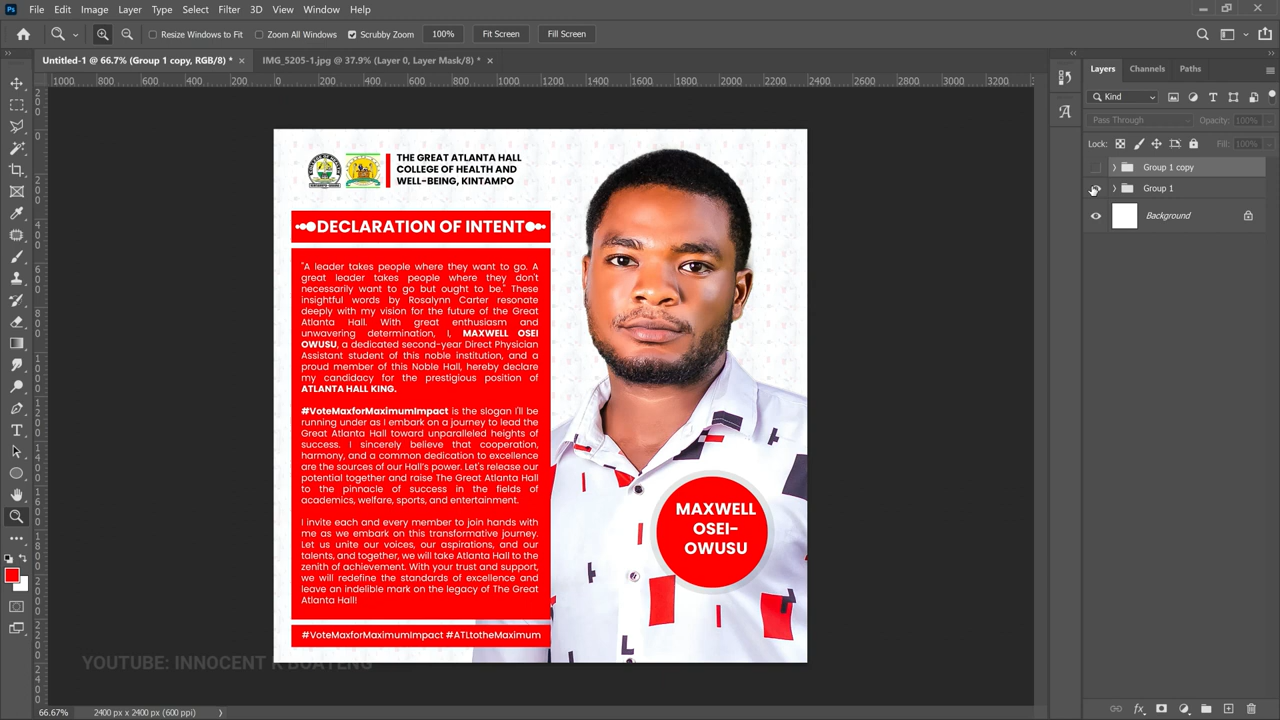 File Edit Image Layer Type Select Filter 3D View Window Help
Resize Windows to Fit Zoom All Windows Scrubby Zoom 100% Fit Screen Fill Screen
Untitled-1 @ 66.7% (Group 1 copy, RGB/8) * IMG_5205-1.jpg @ 37.9% (Layer 0, Layer Mask/8) *
1000 800 600 400 200 0 200 400 600 800 1000 1200 1400 1600 1800 2000 2200 2400 2600 2800 3000 3200
THE GREAT ATLANTA HALL
COLLEGE OF HEALTH AND
WELL-BEING, KINTAMPO
DECLARATION OF INTENT
"A leader takes people where they want to go. A
great leader takes people where they don't
necessarily want to go but ought to be." These
insightful words by Rosalynn Carter resonate
deeply with my vision for the future of the Great
Atlanta Hall. With great enthusiasm and
unwavering determination, I, MAXWELL OSEI
OWUSU, a dedicated second-year Direct Physician
Assistant student of this noble institution, and a
proud member of this Noble Hall, hereby declare
my candidacy for the prestigious position of
ATLANTA HALL KING.
#VoteMaxforMaximumImpact is the slogan I'll be
running under as I embark on a journey to lead the
Great Atlanta Hall toward unparalleled heights of
success. I sincerely believe that cooperation,
harmony, and a common dedication to excellence
are the sources of our Hall's power. Let's release our
potential together and raise The Great Atlanta Hall
to the pinnacle of success in the fields of
academics, welfare, sports, and entertainment.
I invite each and every member to join hands with
me as we embark on this transformative journey.
Let us unite our voices, our aspirations, and our
talents, and together, we will take Atlanta Hall to the
zenith of achievement. With your trust and support,
we will redefine the standards of excellence and
leave an indelible mark on the legacy of The Great
Atlanta Hall!
#VoteMaxforMaximumImpact #ATLtotheMaximum
MAXWELL
OSEI-
OWUSU
YOUTUBE: INNOCENT K BOATENG
Layers Channels Paths
Kind
Pass Through Opacity: 100%
Lock: Fill: 100%
Group 1
Background
66.67% 2400 px x 2400 px (600 ppi)